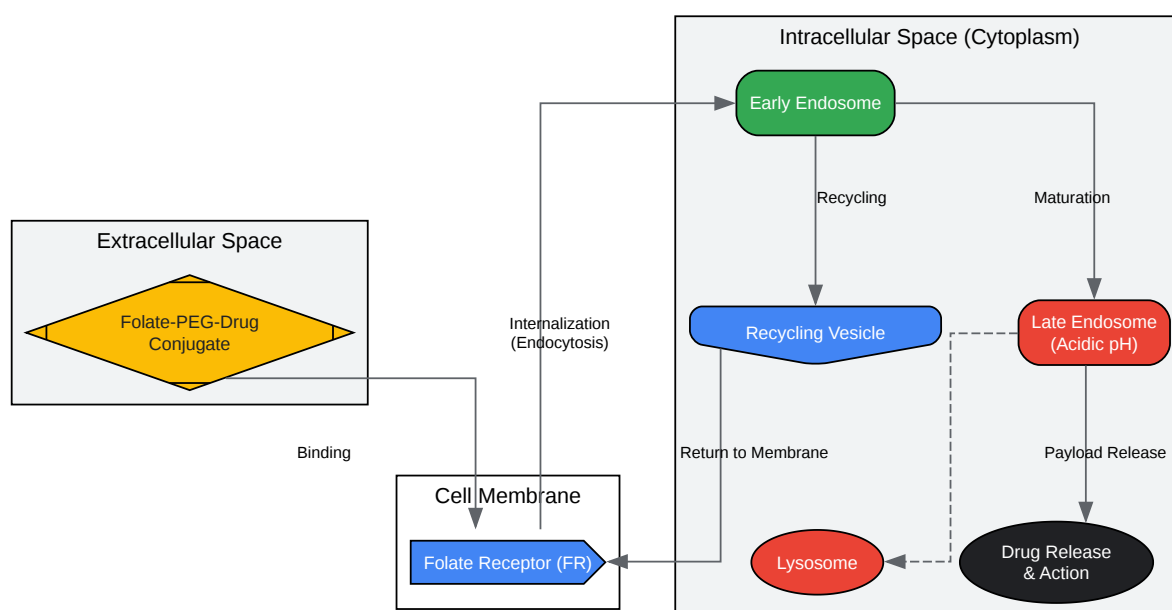 Intracellular Space (Cytoplasm)
Early Endosome
Recycling
Maturation
Extracellular Space
Folate-PEG-Drug
Conjugate
Internalization
(Endocytosis)
Recycling Vesicle
Late Endosome
(Acidic pH)
Binding
Return to Membrane
Payload Release
Cell Membrane
Folate Receptor (FR)
Lysosome
Drug Release
& Action